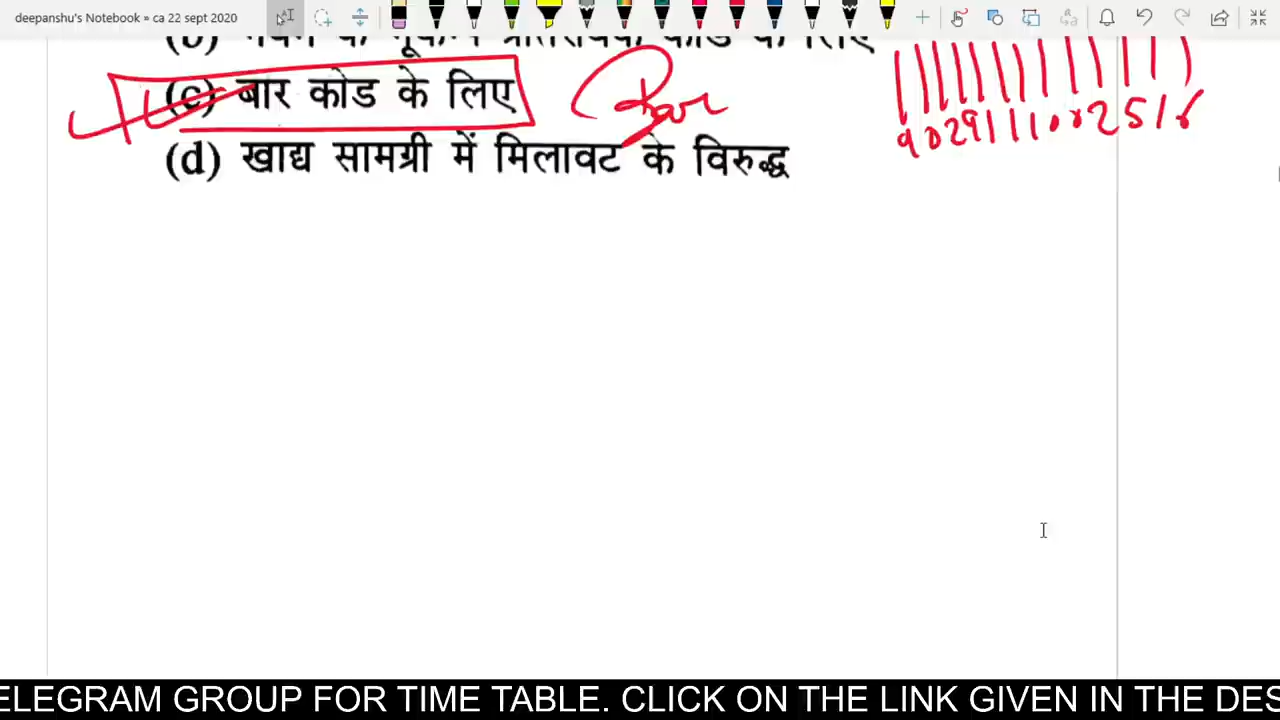 deepanshu's Notebook » ca 22 sept 2020
के लिए
(c) बार कोड के लिए
Bar
(d) खाद्य सामग्री में मिलावट के विरुद्ध
ELEGRAM GROUP FOR TIME TABLE. CLICK ON THE LINK GIVEN IN THE DES